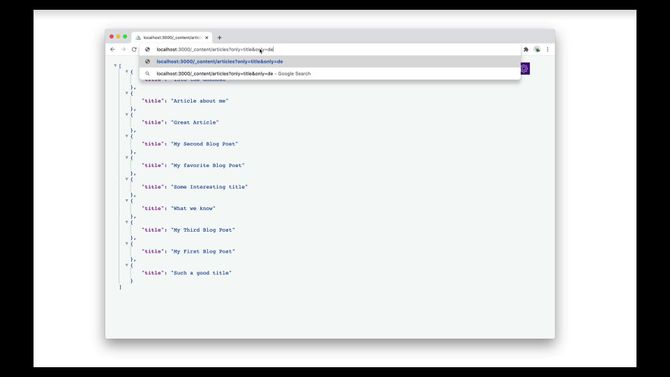 localhost:3000/_content/artic
localhost:3000/_content/articles?only=title&only=de
localhost:3000/_content/articles?only=title&only=de
localhost:3000/_content/articles?only=title&only=de - Google Search
[
{
},
{
"title": "Article about me"
},
{
"title": "Great Article"
},
{
"title": "My Second Blog Post"
},
{
"title": "My favorite Blog Post"
},
{
"title": "Some Interesting title"
},
{
"title": "What we know"
},
{
"title": "My Third Blog Post"
},
{
"title": "My First Blog Post"
},
{
"title": "Such a good title"
}
]